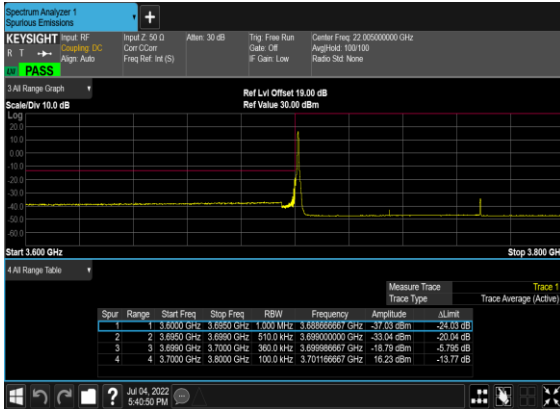 Spectrum Analyzer 1
Spurious Emissions
+
KEYSIGHT Input: RF Input Z: 50 Ω Atten: 30 dB Trig: Free Run Center Freq: 22.005000000 GHz
R T Coupling: DC Corr CCorr Gate: Off Avg|Hold: 100/100
Align: Auto Freq Ref: Int (S) IF Gain: Low Radio Std: None
PASS
3 All Range Graph
Ref Lvl Offset 19.00 dB
Scale/Div 10.0 dB Ref Value 30.00 dBm
Log
20.0
10.0
0.00
-10.0
-20.0
-30.0
-40.0
-50.0
-60.0
Start 3.600 GHz Stop 3.800 GH
4 All Range Table
Measure Trace Trace 1
Trace Type Trace Average (Active)
Spur Range Start Freq Stop Freq RBW Frequency Amplitude ΔLimit
1 1 3.6000 GHz 3.6950 GHz 1.000 MHz 3.688666667 GHz -37.03 dBm -24.03 dB
2 2 3.6950 GHz 3.6990 GHz 510.0 kHz 3.699000000 GHz -33.04 dBm -20.04 dB
3 3 3.6990 GHz 3.7000 GHz 360.0 kHz 3.699986667 GHz -18.79 dBm -5.795 dB
4 4 3.7000 GHz 3.8000 GHz 100.0 kHz 3.701166667 GHz 16.23 dBm -13.77 dB
? Jul 04, 2022
5:40:50 PM